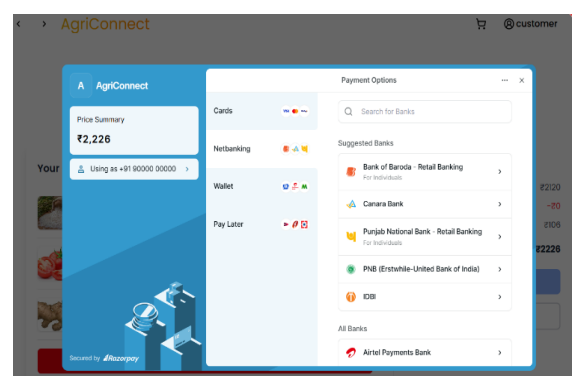 ‹ › AgriConnect
customer
A AgriConnect
Price Summary
₹2,226
Using as +91 90000 00000 ›
Secured by Razorpay
Payment Options
Cards
Netbanking
Wallet
Pay Later
Search for Banks
Suggested Banks
Bank of Baroda - Retail Banking
For Individuals
Canara Bank
Punjab National Bank - Retail Banking
For Individuals
PNB (Erstwhile-United Bank of India)
IDBI
All Banks
Airtel Payments Bank
Your
₹2120
-₹0
₹106
₹2226